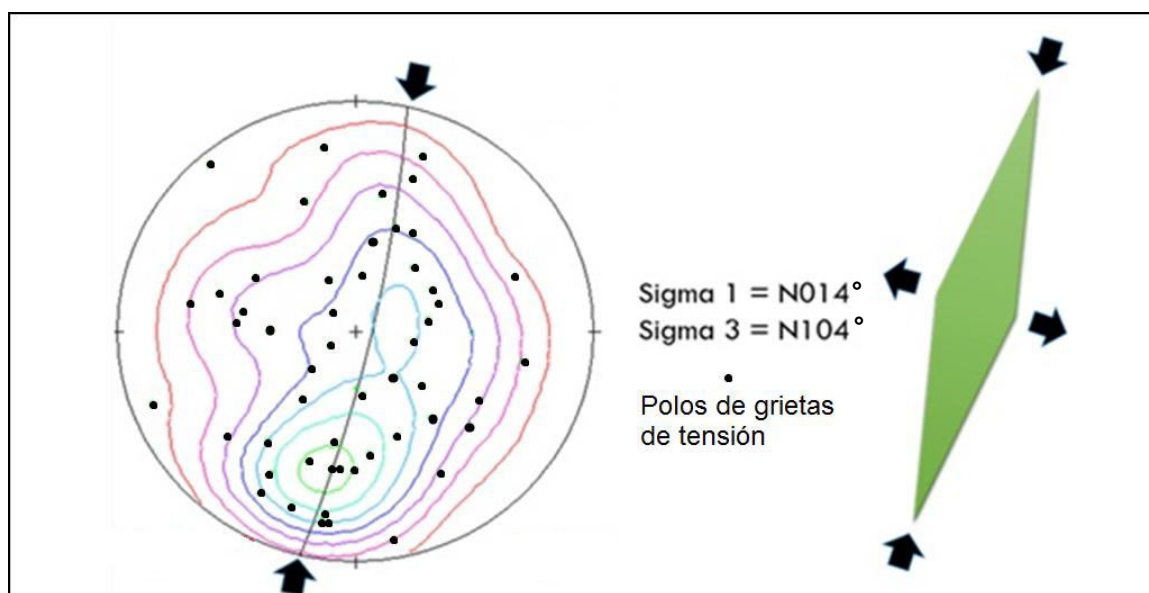 Sigma 1 = N014°
Sigma 3 = N104°
Polos de grietas
de tensión